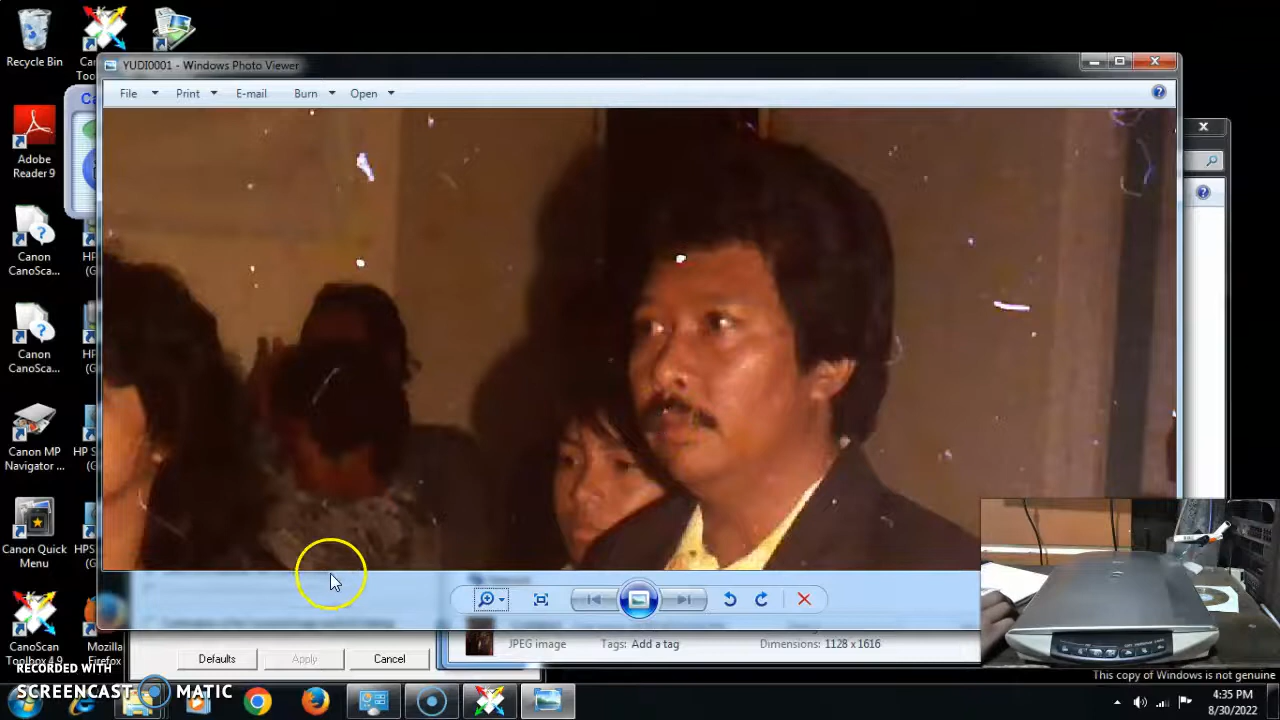 Recycle Bin
YUDI0001 - Windows Photo Viewer
File Print E-mail Burn Open
Adobe
Reader 9
Canon
CanoSca...
Canon
CanoSca...
Canon MP
Navigator ...
Canon Quick
Menu
CanoScan
Toolbox 4.9
Mozilla
Firefox
Defaults Apply Cancel
JPEG image Tags: Add a tag Dimensions: 1128 x1616
This copy of Windows is not genuine
RECORDED WITH
SCREENCAST MATIC
4:35 PM
8/30/2022